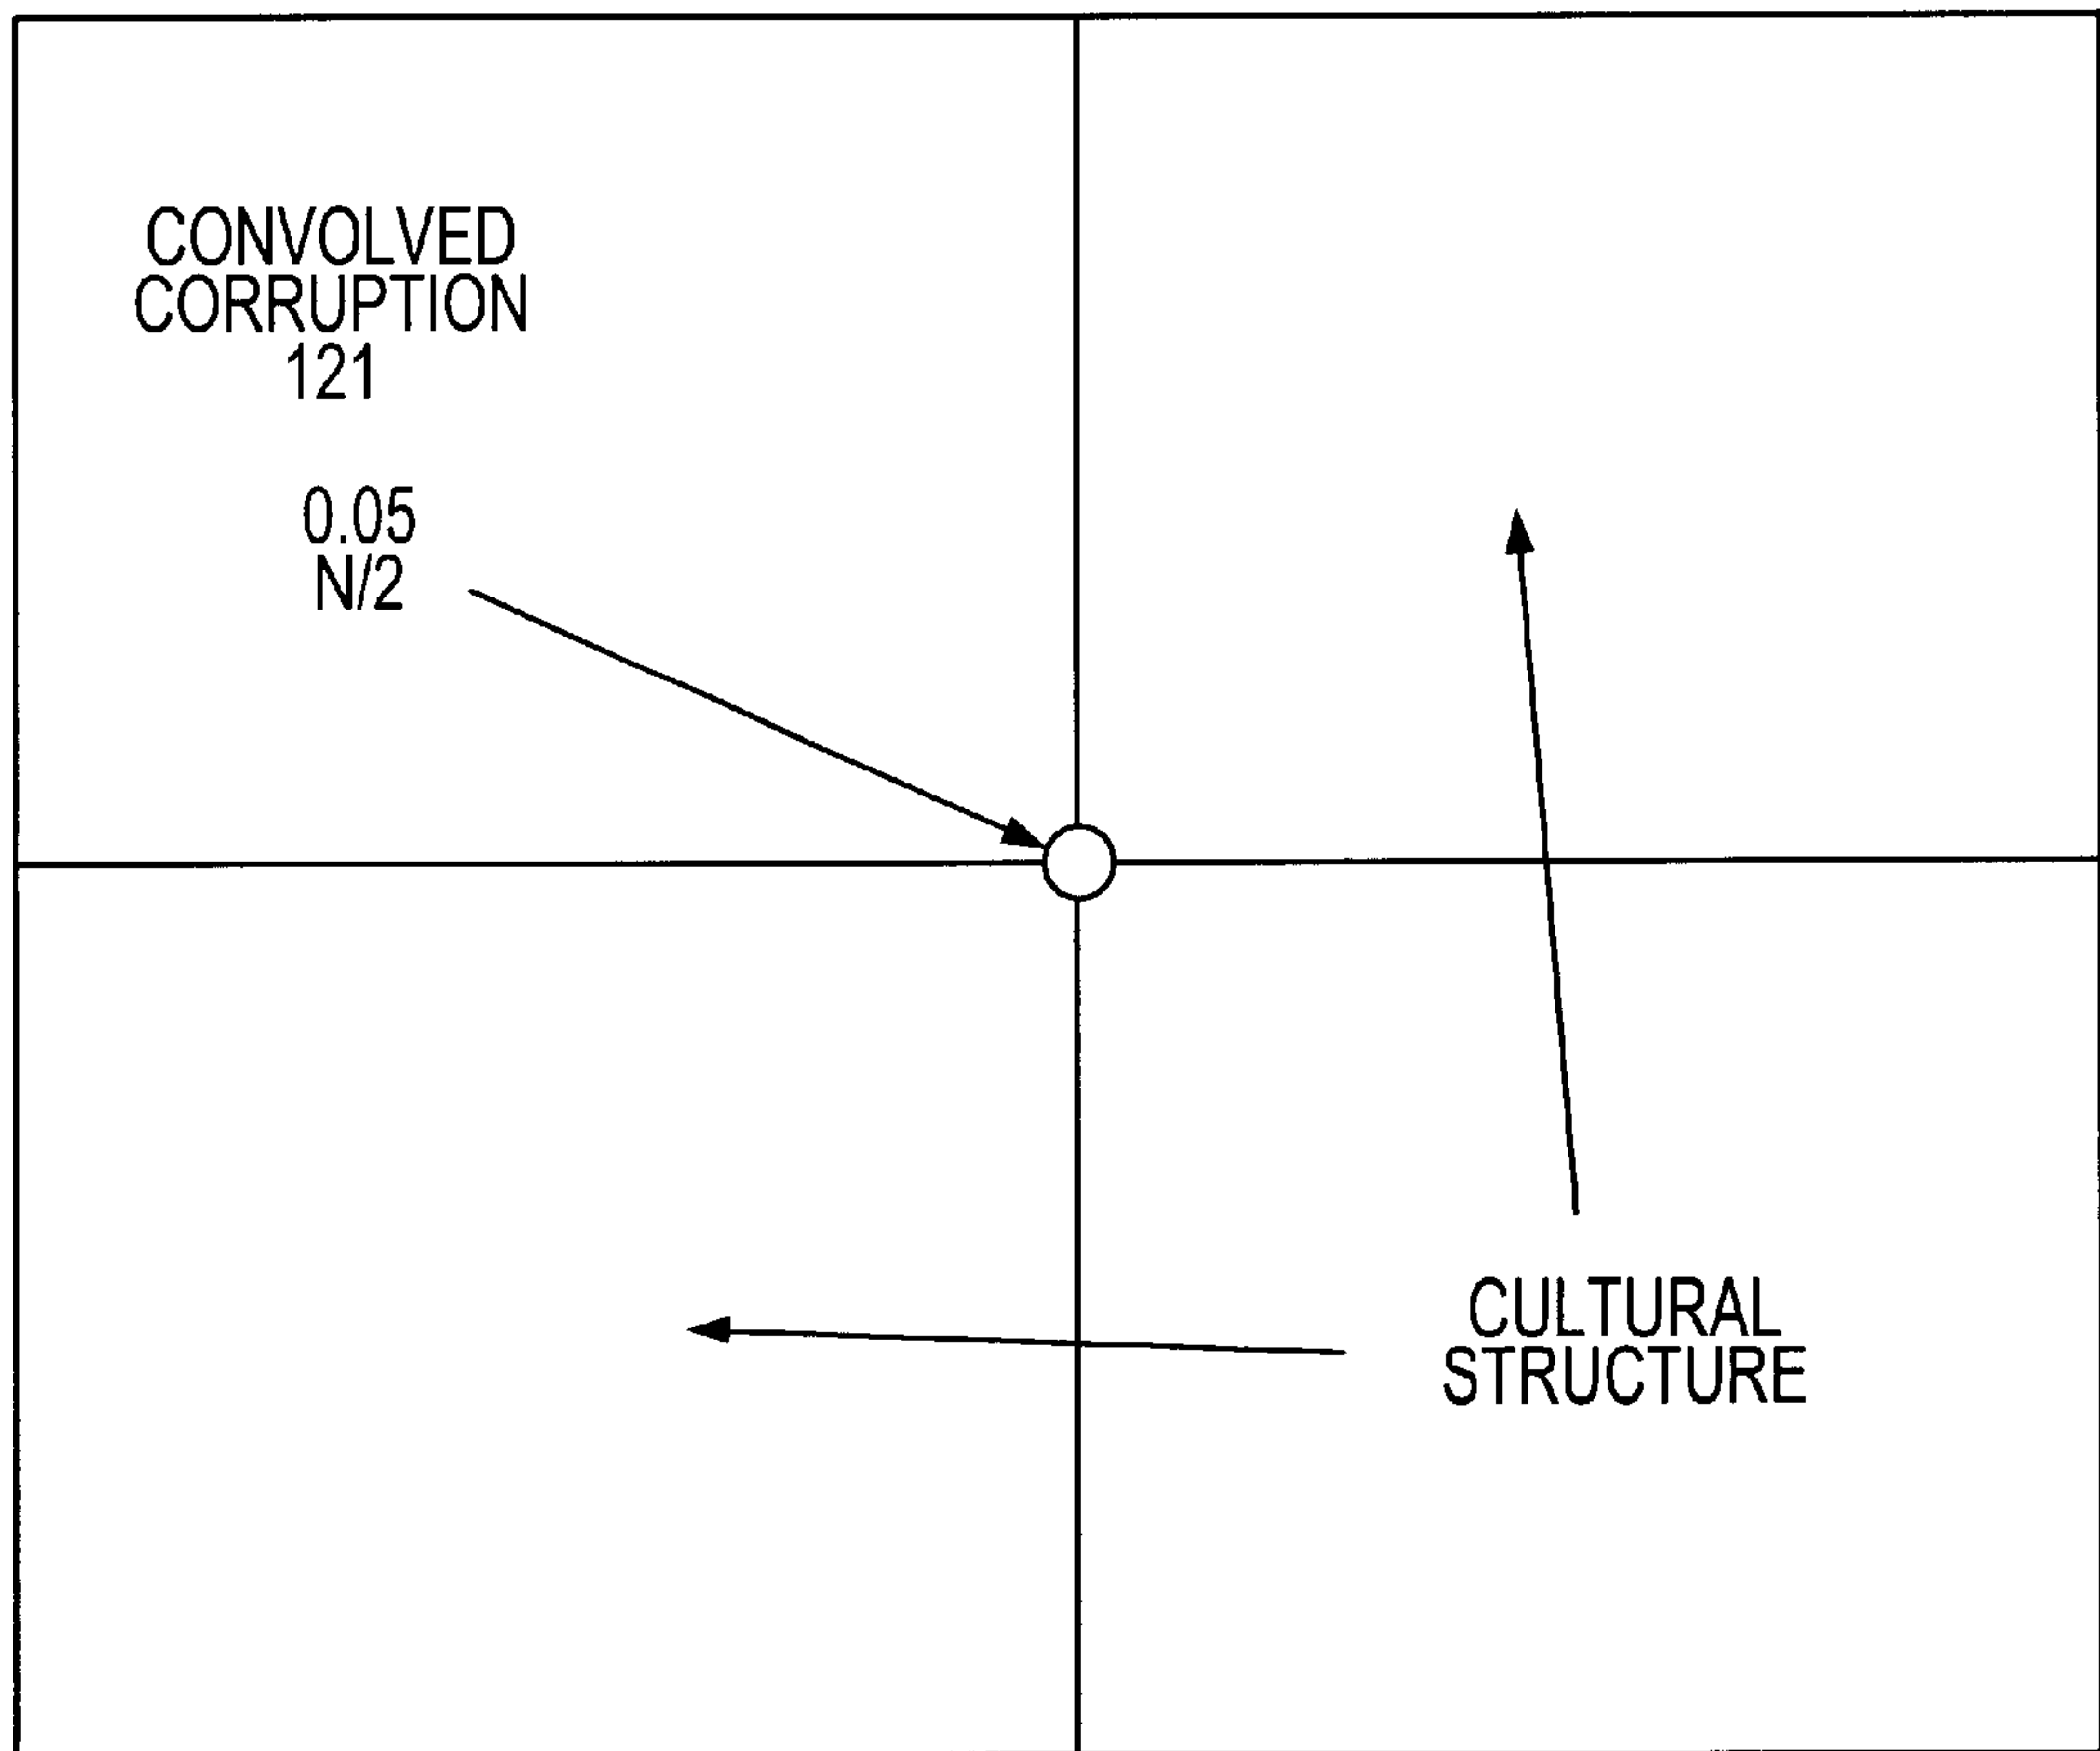 CONVOLVED
CORRUPTION
121
0.05
N/2
CULTURAL
STRUCTURE